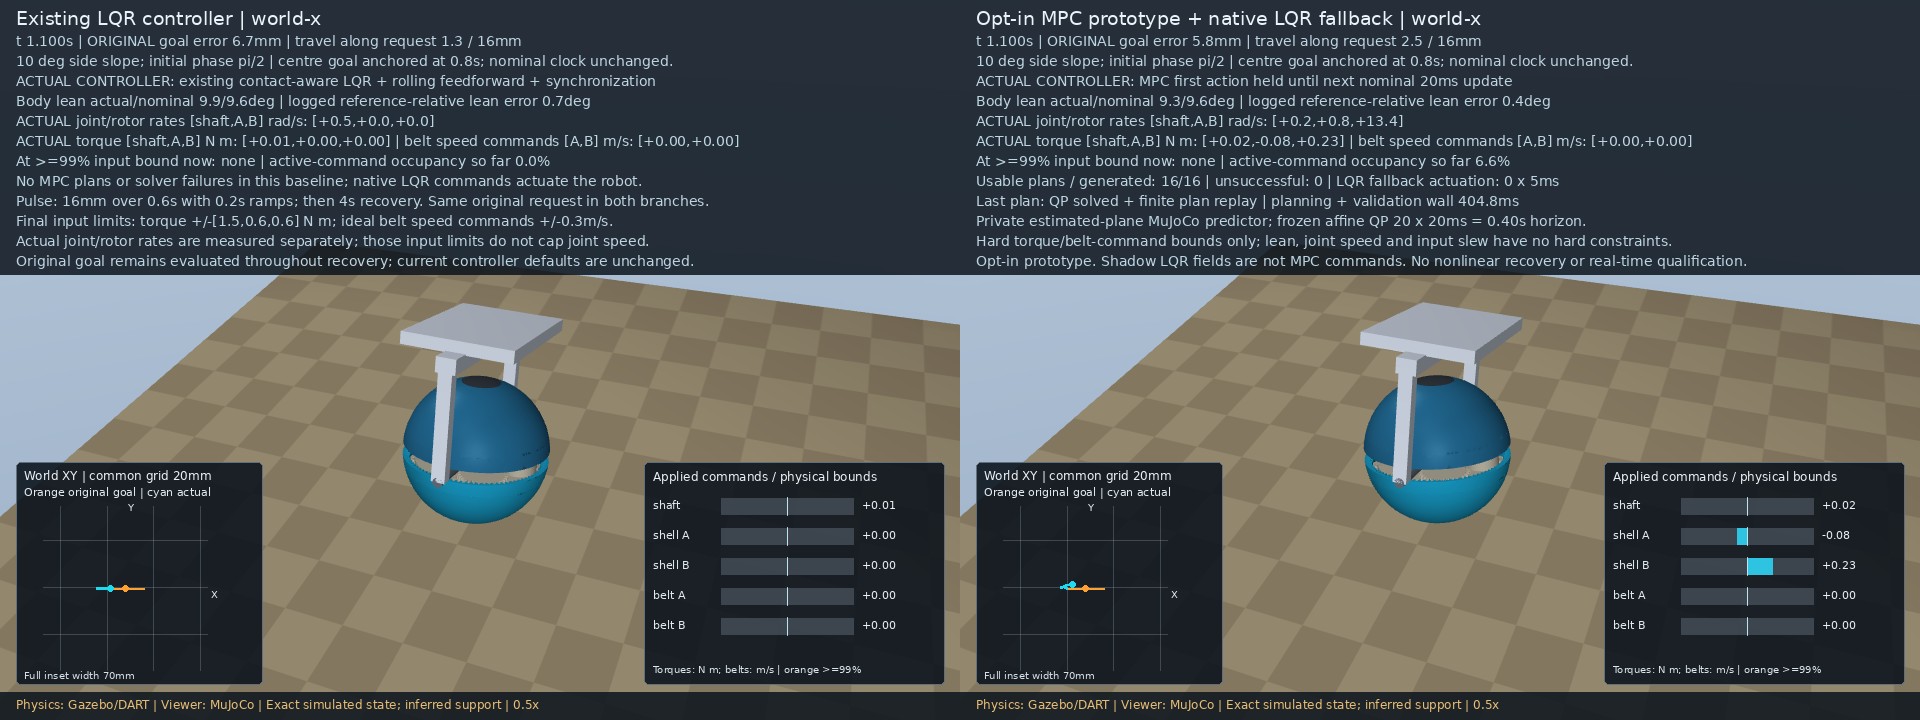 Existing LQR controller | world-x
t 1.100s | ORIGINAL goal error 6.7mm | travel along request 1.3 / 16mm
10 deg side slope; initial phase pi/2 | centre goal anchored at 0.8s; nominal clock unchanged.
ACTUAL CONTROLLER: existing contact-aware LQR + rolling feedforward + synchronization
Body lean actual/nominal 9.9/9.6deg | logged reference-relative lean error 0.7deg
ACTUAL joint/rotor rates [shaft,A,B] rad/s: [+0.5,+0.0,+0.0]
ACTUAL torque [shaft,A,B] N m: [+0.01,+0.00,+0.00] | belt speed commands [A,B] m/s: [+0.00,+0.00]
At >=99% input bound now: none | active-command occupancy so far 0.0%
No MPC plans or solver failures in this baseline; native LQR commands actuate the robot.
Pulse: 16mm over 0.6s with 0.2s ramps; then 4s recovery. Same original request in both branches.
Final input limits: torque +/-[1.5,0.6,0.6] N m; ideal belt speed commands +/-0.3m/s.
Actual joint/rotor rates are measured separately; those input limits do not cap joint speed.
Original goal remains evaluated throughout recovery; current controller defaults are unchanged.
World XY | common grid 20mm
Orange original goal | cyan actual
Y
X
Full inset width 70mm
Applied commands / physical bounds
shaft +0.01
shell A +0.00
shell B +0.00
belt A +0.00
belt B +0.00
Torques: N m; belts: m/s | orange >=99%
Physics: Gazebo/DART | Viewer: MuJoCo | Exact simulated state; inferred support | 0.5x
Opt-in MPC prototype + native LQR fallback | world-x
t 1.100s | ORIGINAL goal error 5.8mm | travel along request 2.5 / 16mm
10 deg side slope; initial phase pi/2 | centre goal anchored at 0.8s; nominal clock unchanged.
ACTUAL CONTROLLER: MPC first action held until next nominal 20ms update
Body lean actual/nominal 9.3/9.6deg | logged reference-relative lean error 0.4deg
ACTUAL joint/rotor rates [shaft,A,B] rad/s: [+0.2,+0.8,+13.4]
ACTUAL torque [shaft,A,B] N m: [+0.02,-0.08,+0.23] | belt speed commands [A,B] m/s: [+0.00,+0.00]
At >=99% input bound now: none | active-command occupancy so far 6.6%
Usable plans / generated: 16/16 | unsuccessful: 0 | LQR fallback actuation: 0 x 5ms
Last plan: QP solved + finite plan replay | planning + validation wall 404.8ms
Private estimated-plane MuJoCo predictor; frozen affine QP 20 x 20ms = 0.40s horizon.
Hard torque/belt-command bounds only; lean, joint speed and input slew have no hard constraints.
Opt-in prototype. Shadow LQR fields are not MPC commands. No nonlinear recovery or real-time qualification.
World XY | common grid 20mm
Orange original goal | cyan actual
Y
X
Full inset width 70mm
Applied commands / physical bounds
shaft +0.02
shell A -0.08
shell B +0.23
belt A +0.00
belt B +0.00
Torques: N m; belts: m/s | orange >=99%
Physics: Gazebo/DART | Viewer: MuJoCo | Exact simulated state; inferred support | 0.5x